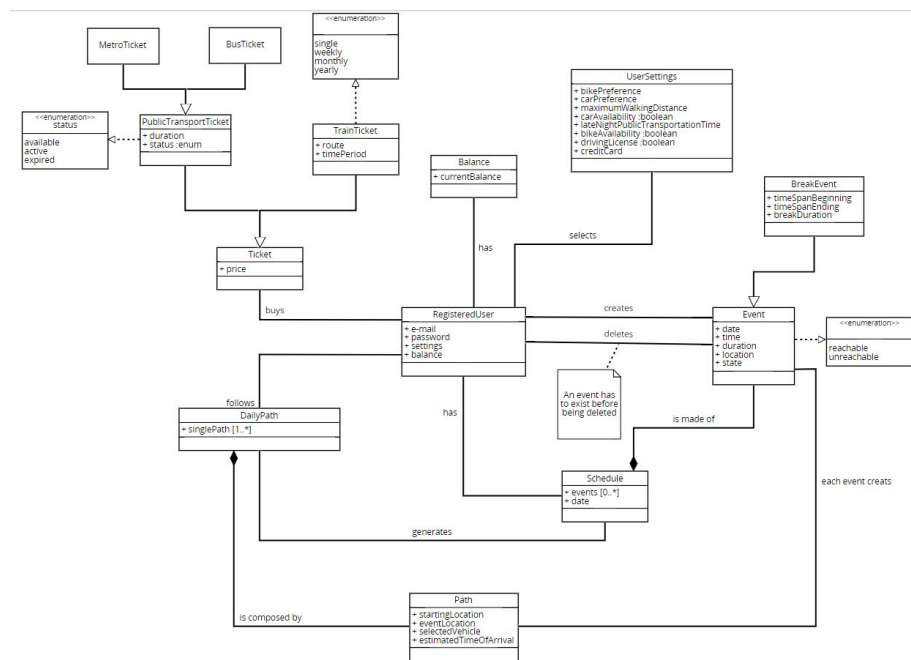 <<enumeration>>
single
weekly
monthly
yearly
MetroTicket
BusTicket
<<enumeration>>
status
available
active
expired
PublicTransportTicket
+ duration
+ status :enum
TrainTicket
+ route
+ timePeriod
UserSettings
+ bikePreference
+ carPreference
+ maximumWalkingDistance
+ carAvailability :boolean
+ lateNightPublicTransportationTime
+ bikeAvailability :boolean
+ drivingLicense :boolean
+ creditCard
Balance
+ currentBalance
BreakEvent
+ timeSpanBeginning
+ timeSpanEnding
+ breakDuration
has
selects
Ticket
+ price
buys
RegisteredUser
+ e-mail
+ password
+ settings
+ balance
creates
deletes
Event
+ date
+ time
+ duration
+ location
+ state
<<enumeration>>
reachable
unreachable
An event has
to exist before
being deleted
follows
has
is made of
DailyPath
+ singlePath [1..*]
Schedule
+ events [0..*]
+ date
each event creats
generates
is composed by
Path
+ startingLocation
+ eventLocation
+ selectedVehicle
+ estimatedTimeOfArrival